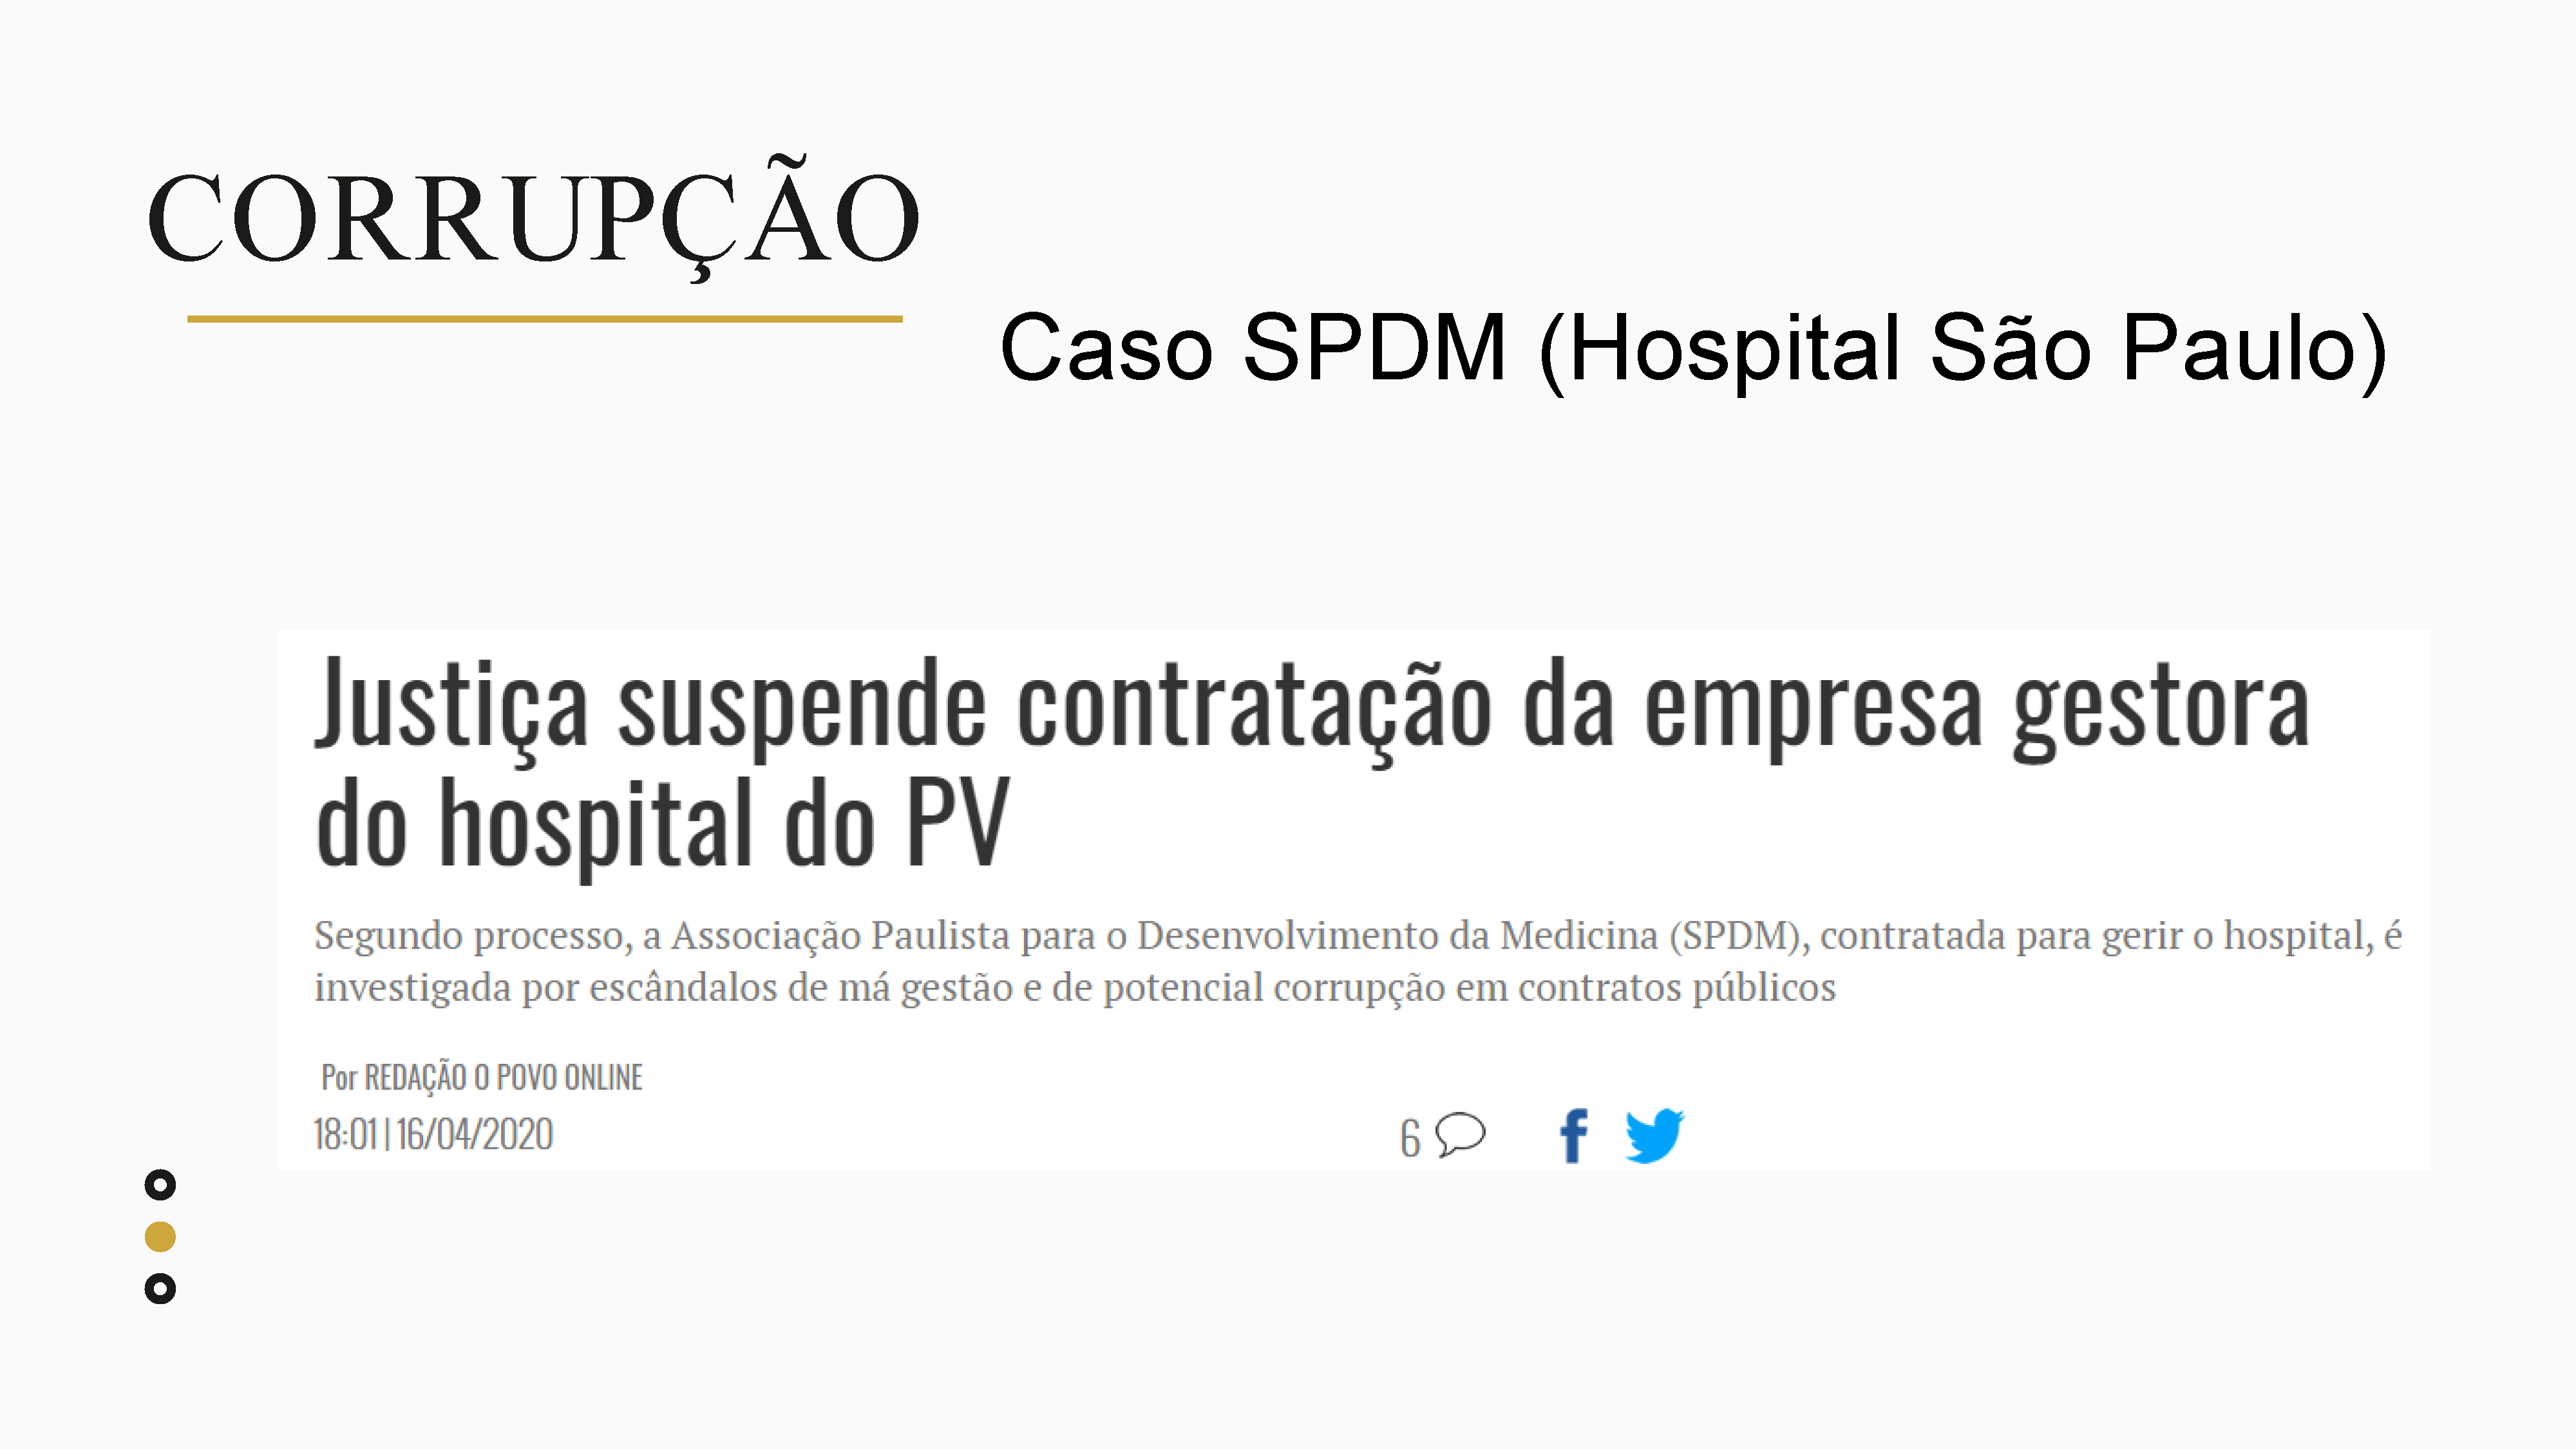 CORRUPÇÃO
Caso SPDM (Hospital São Paulo)
Justiça suspende contratação da empresa gestora
do hospital do PV
Segundo processo, a Associação Paulista para o Desenvolvimento da Medicina (SPDM), contratada para gerir o hospital, é
investigada por escândalos de má gestão e de potencial corrupção em contratos públicos
Por REDAÇÃO O POVO ONLINE
18:01 | 16/04/2020
6